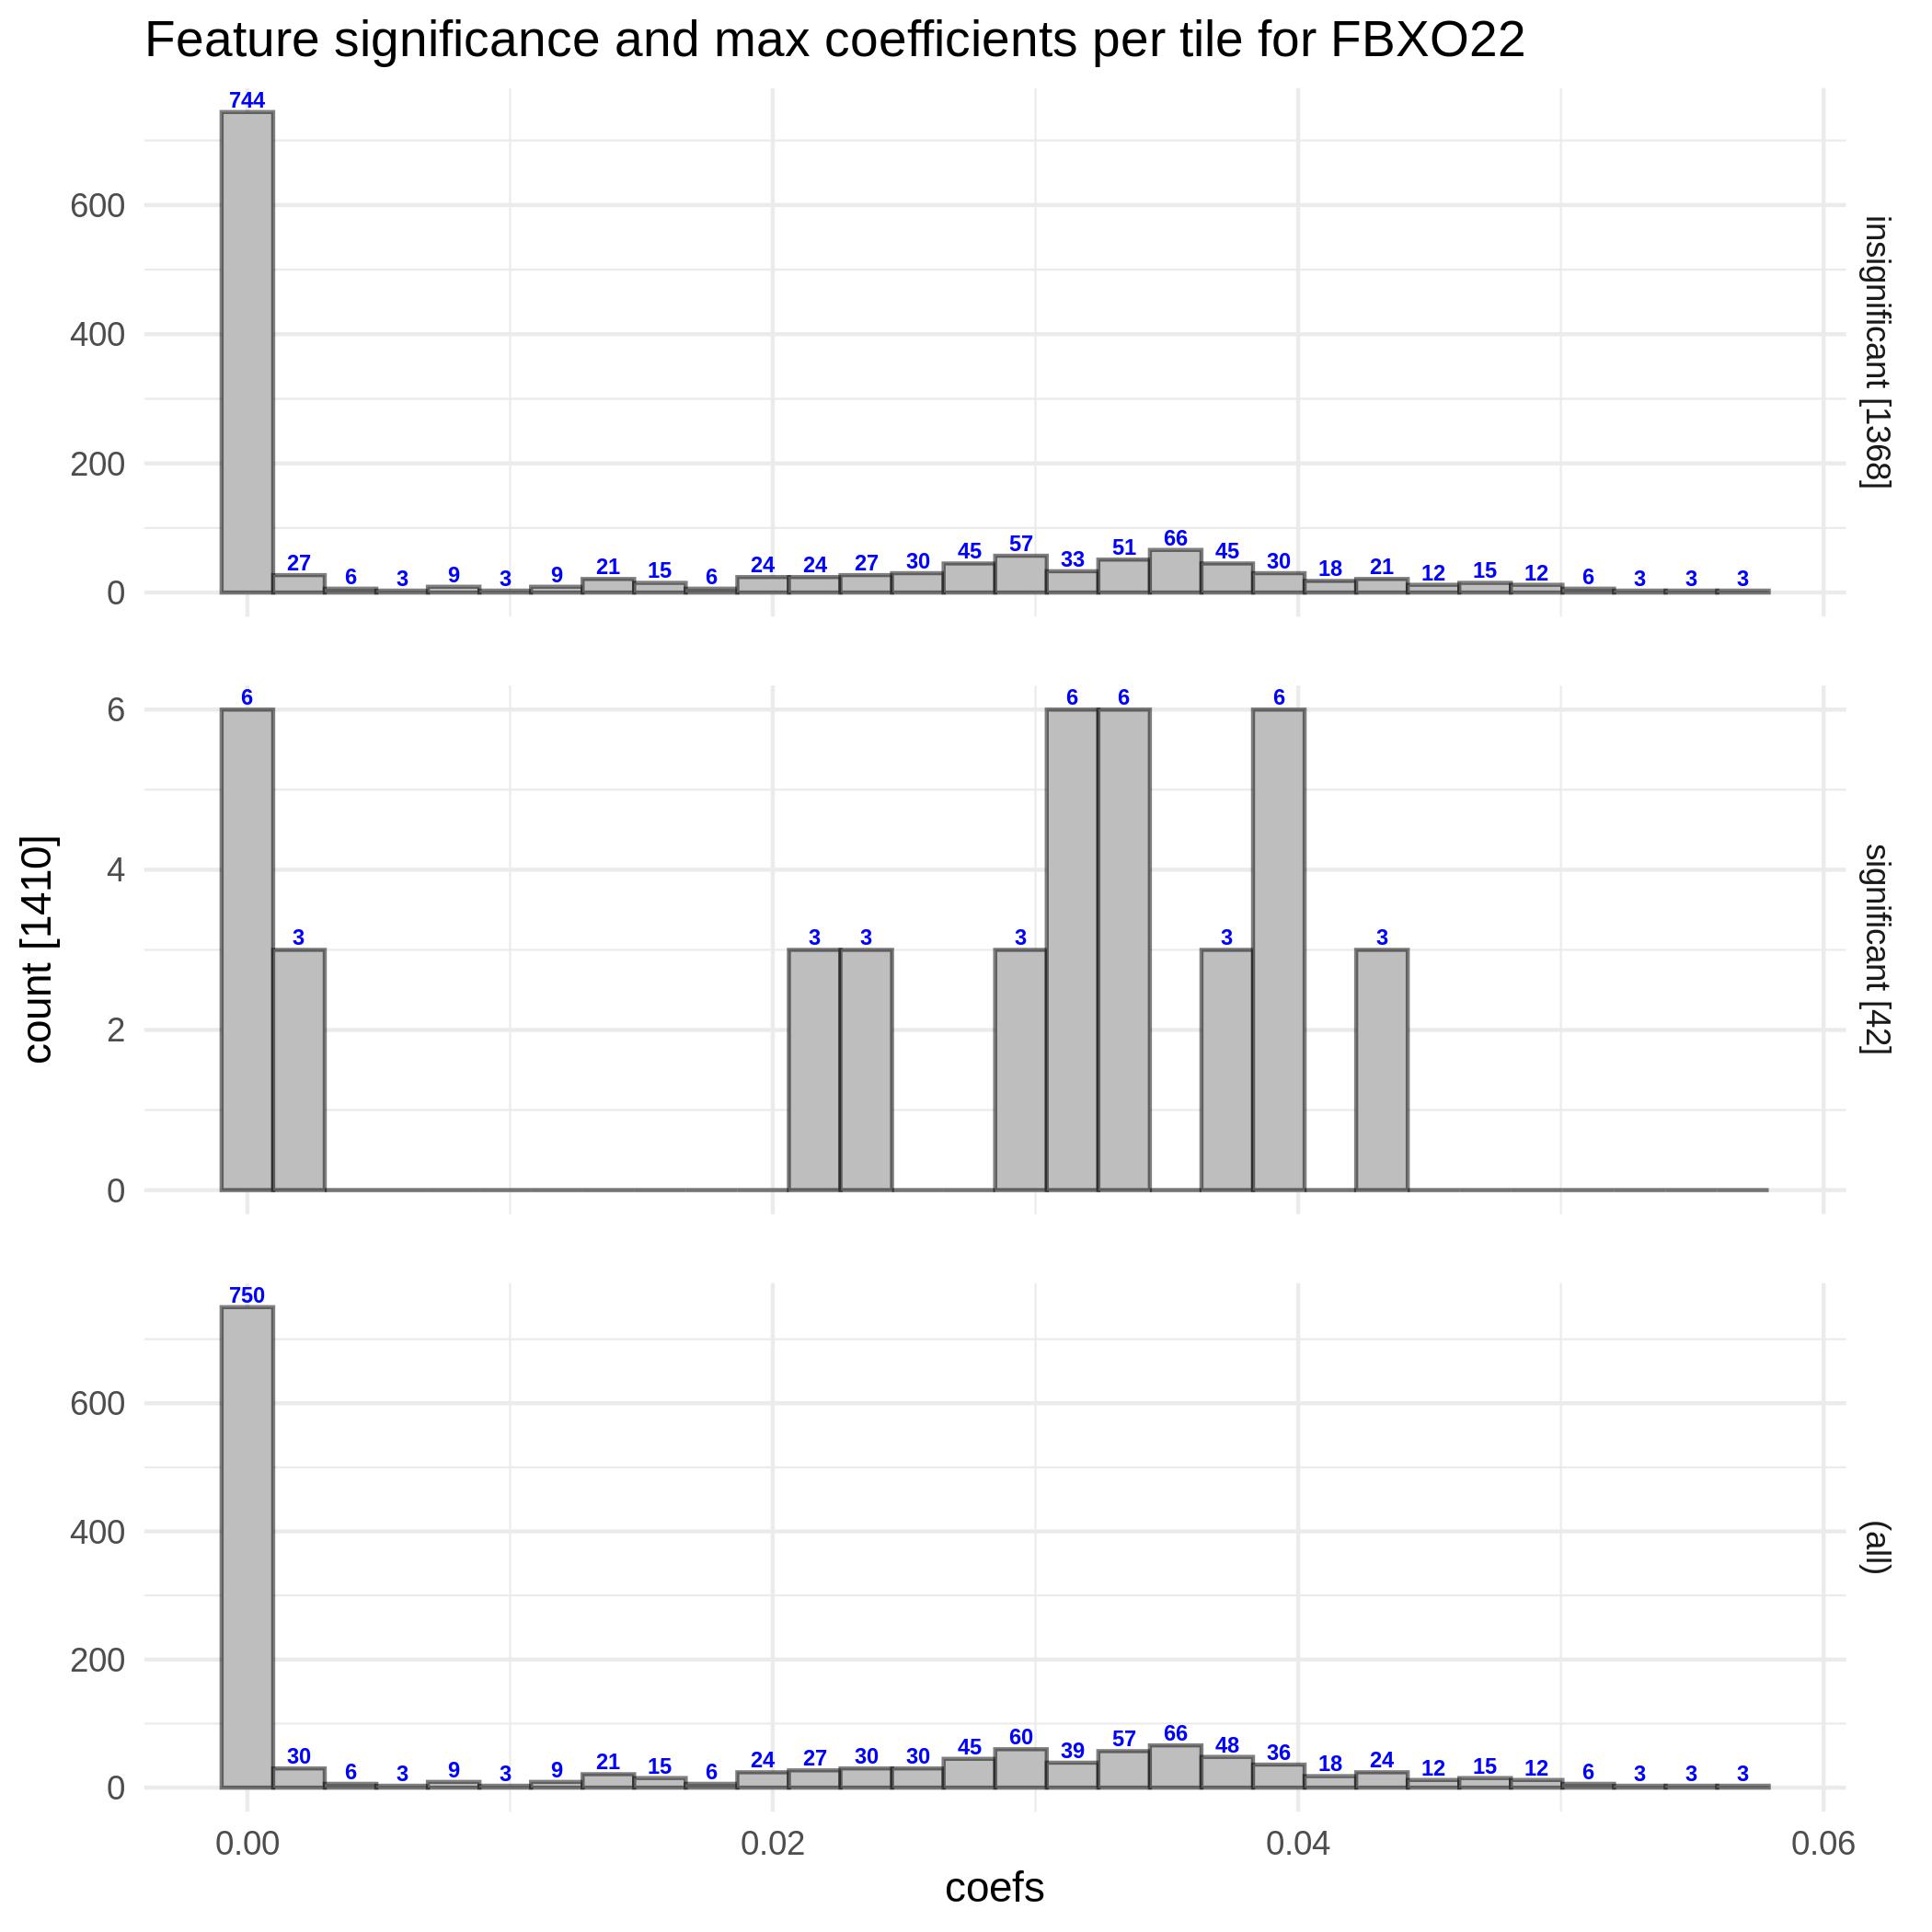 Feature significance and max coefficients per tile for FBXO22
744
27 6 3 9 3 9 21 15 6 24 24 27 30 45 57 33 51 66 45 30 18 21 12 15 12 6 3 3 3
600
400
200
0
insignificant [1368]
6 3 3 3 3 6 6 3 6 3
6
4
2
0
significant [42]
count [1410]
750
30 6 3 9 3 9 21 15 6 24 27 30 30 45 60 39 57 66 48 36 18 24 12 15 12 6 3 3 3
600
400
200
0
(all)
0.00 0.02 0.04 0.06
coefs